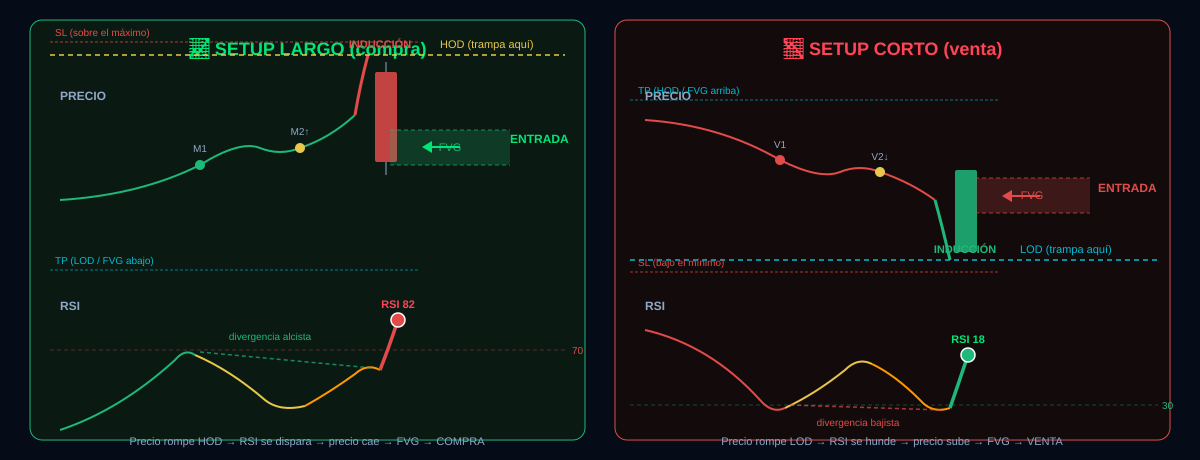 SL (sobre el máximo)
SETUP LARGO (compra)
INDUCCIÓN
HOD (trampa aquí)
PRECIO
M1
M2↑
FVG
ENTRADA
TP (LOD / FVG abajo)
RSI
RSI 82
divergencia alcista
70
Precio rompe HOD → RSI se dispara → precio cae → FVG → COMPRA
SETUP CORTO (venta)
TP (HOD / FVG arriba)
PRECIO
V1
V2↓
FVG
ENTRADA
INDUCCIÓN
LOD (trampa aquí)
SL (bajo el mínimo)
RSI
RSI 18
30
divergencia bajista
Precio rompe LOD → RSI se hunde → precio sube → FVG → VENTA